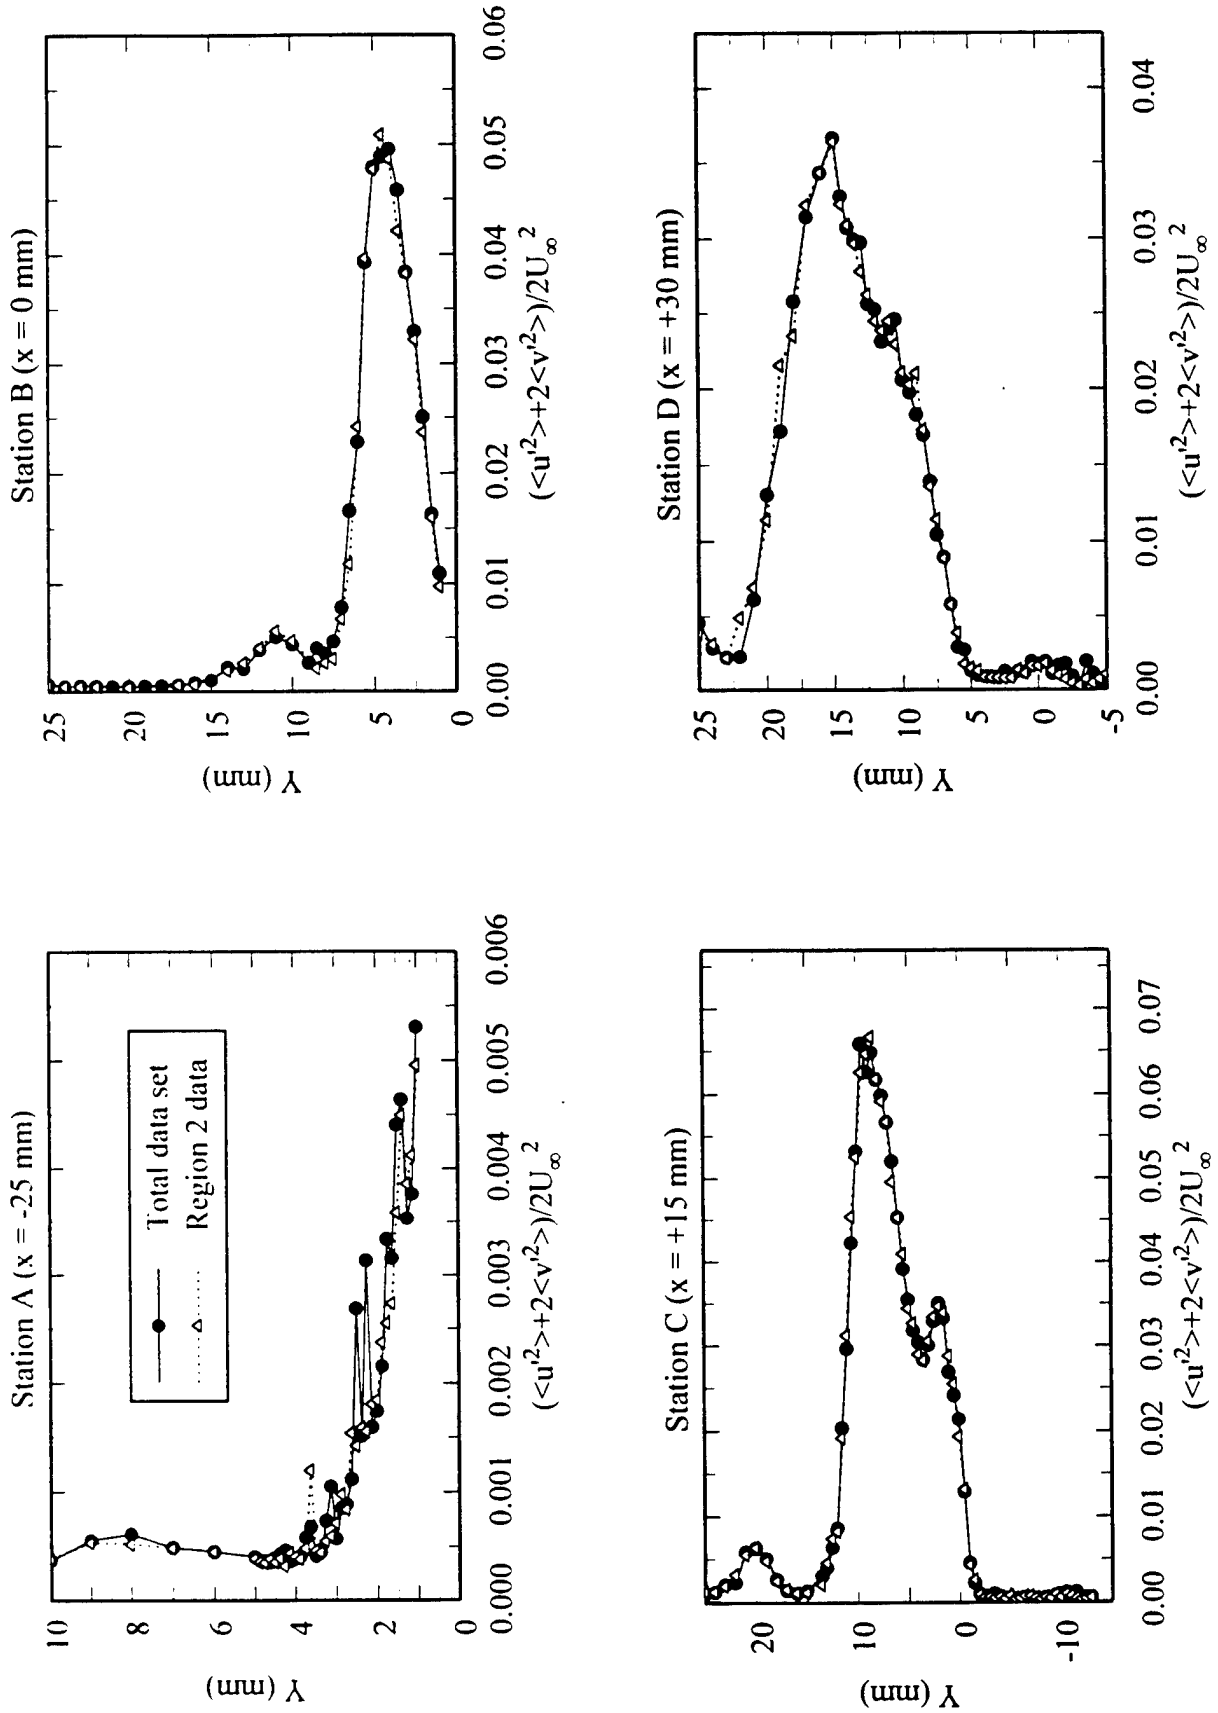 Station A (x = -25 mm)
Total data set
Region 2 data
Y (mm)
10
8
6
4
2
0
0.000 0.001 0.002 0.003 0.004 0.005 0.006
(<u'²>+2<v'²>)/2U∞²
Station B (x = 0 mm)
Y (mm)
25
20
15
10
5
0
0.00 0.01 0.02 0.03 0.04 0.05 0.06
(<u'²>+2<v'²>)/2U∞²
Station C (x = +15 mm)
Y (mm)
20
10
0
-10
0.00 0.01 0.02 0.03 0.04 0.05 0.06 0.07
(<u'²>+2<v'²>)/2U∞²
Station D (x = +30 mm)
Y (mm)
25
20
15
10
5
0
-5
0.00 0.01 0.02 0.03 0.04
(<u'²>+2<v'²>)/2U∞²